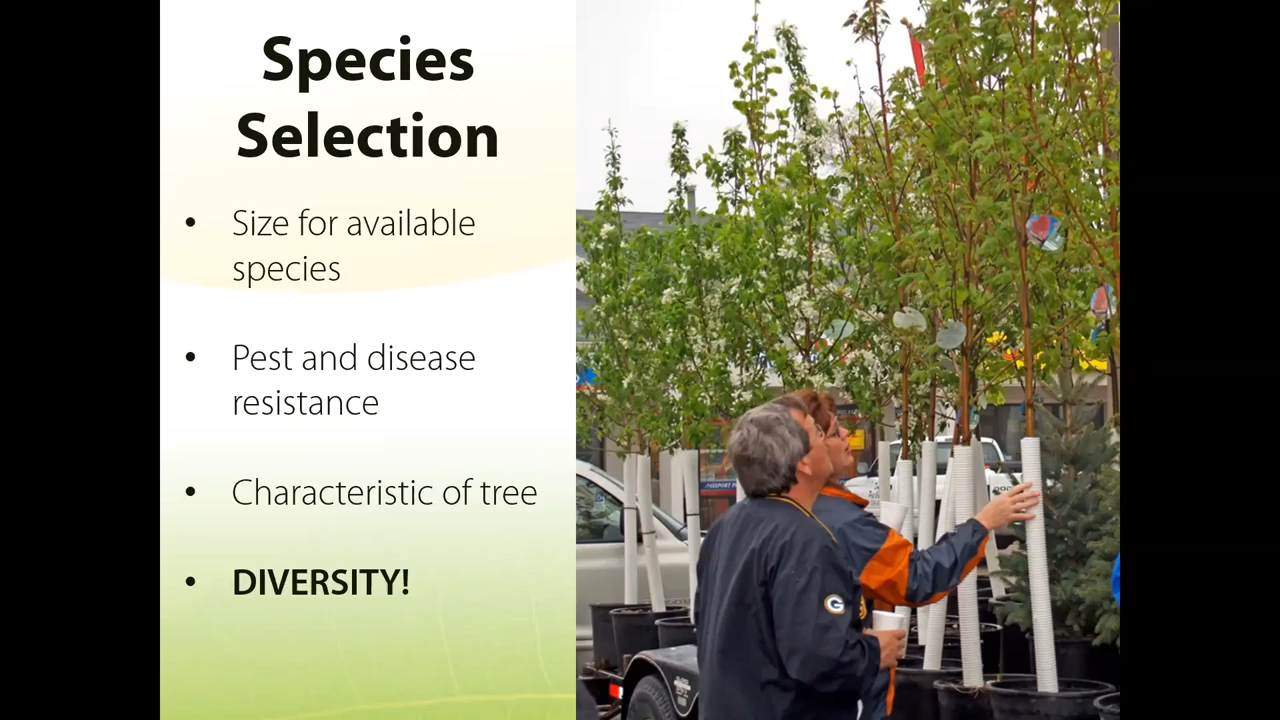 Species
Selection
• Size for available
species
• Pest and disease
resistance
• Characteristic of tree
• DIVERSITY!
G